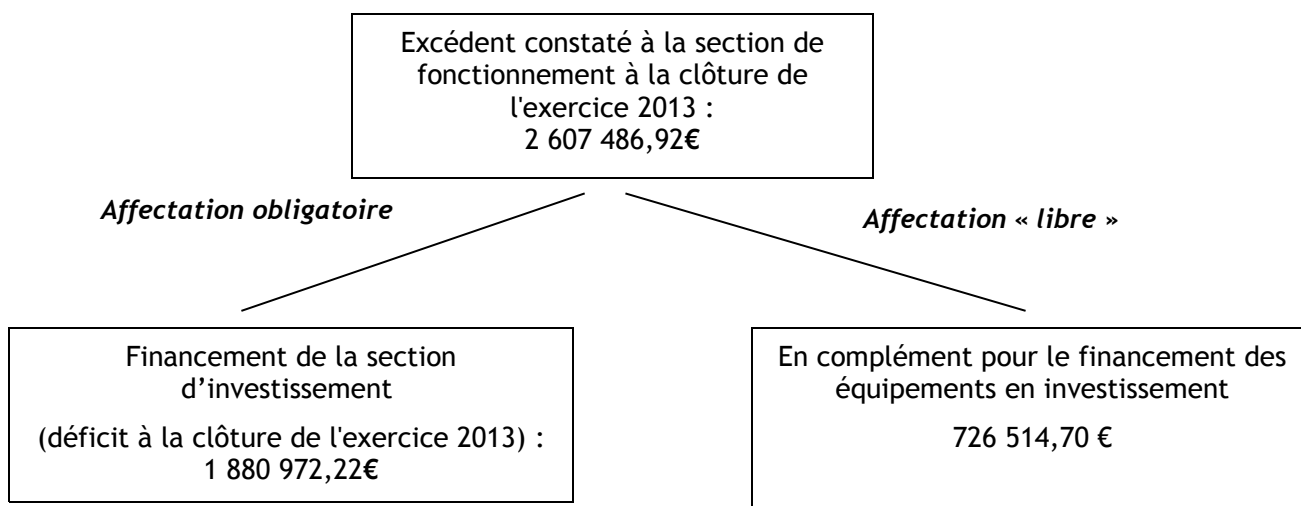 Excédent constaté à la section de
fonctionnement à la clôture de
l'exercice 2013 :
2 607 486,92€
Affectation obligatoire
Affectation « libre »
Financement de la section
d’investissement
(déficit à la clôture de l'exercice 2013) :
1 880 972,22€
En complément pour le financement des
équipements en investissement
726 514,70 €